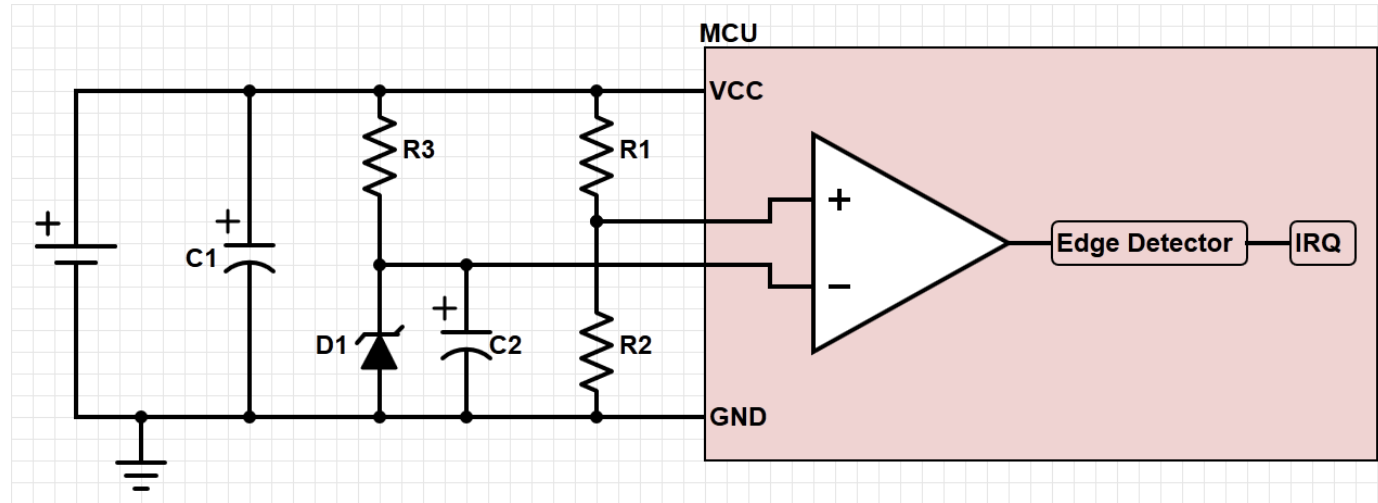 MCU
VCC
R3
R1
+
+
+
Edge Detector
IRQ
C1
+
−
D1
C2
R2
GND